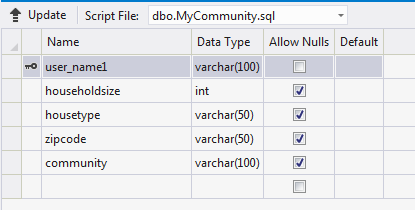 Update Script File: dbo.MyCommunity.sql
Name Data Type Allow Nulls Default
user_name1 varchar(100)
householdsize int
housetype varchar(50)
zipcode varchar(50)
community varchar(100)